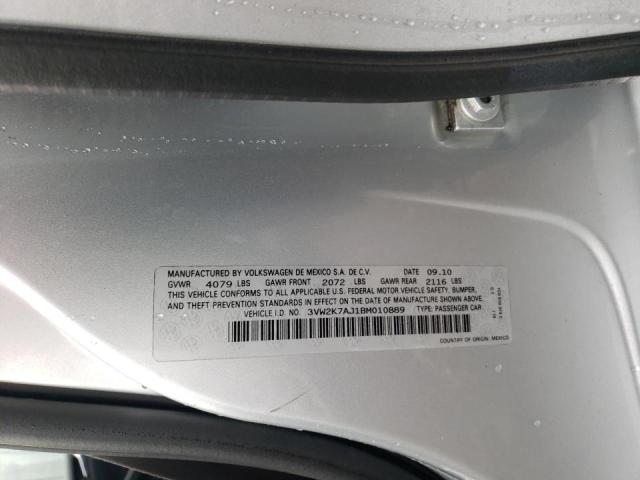 MANUFACTURED BY VOLKSWAGEN DE MEXICO S.A. DE C.V. DATE 09.10
GVWR 4079 LBS GAWR FRONT 2072 LBS GAWR REAR 2116 LBS
THIS VEHICLE CONFORMS TO ALL APPLICABLE U.S. FEDERAL MOTOR VEHICLE SAFETY, BUMPER,
AND THEFT PREVENTION STANDARDS IN EFFECT ON THE DATE OF MANUFACTURE SHOWN ABOVE.
VEHICLE I.D. NO. 3VW2K7AJ1BM010889 TYPE: PASSENGER CAR
COUNTRY OF ORIGIN: MEXICO